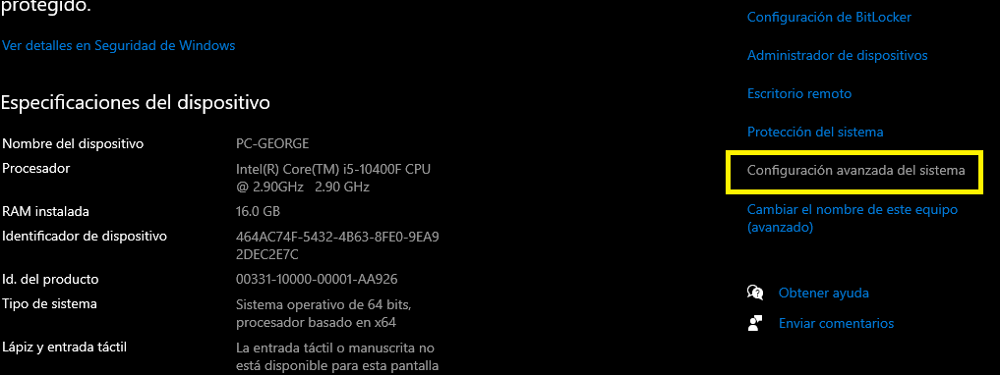 protegido.
Ver detalles en Seguridad de Windows
Especificaciones del dispositivo
Nombre del dispositivo PC-GEORGE
Procesador Intel(R) Core(TM) i5-10400F CPU
@ 2.90GHz 2.90 GHz
RAM instalada 16.0 GB
Identificador de dispositivo 464AC74F-5432-4B63-8FE0-9EA9
2DEC2E7C
Id. del producto 00331-10000-00001-AA926
Tipo de sistema Sistema operativo de 64 bits,
procesador basado en x64
Lápiz y entrada táctil La entrada táctil o manuscrita no
está disponible para esta pantalla
Configuración de BitLocker
Administrador de dispositivos
Escritorio remoto
Protección del sistema
Configuración avanzada del sistema
Cambiar el nombre de este equipo
(avanzado)
Obtener ayuda
Enviar comentarios